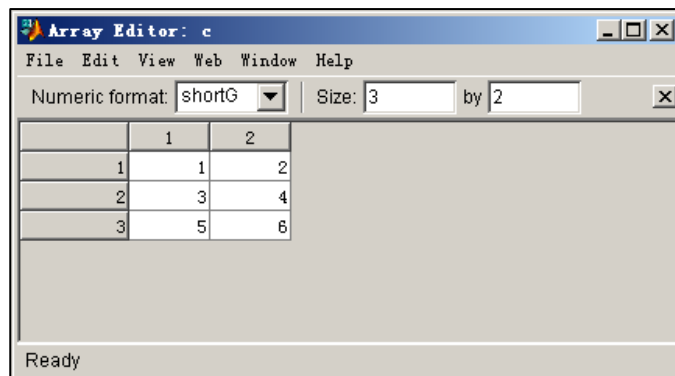 Array Editor: c
File Edit View Web Window Help
Numeric format: shortG Size: 3 by 2
1 2
1 1 2
2 3 4
3 5 6
Ready